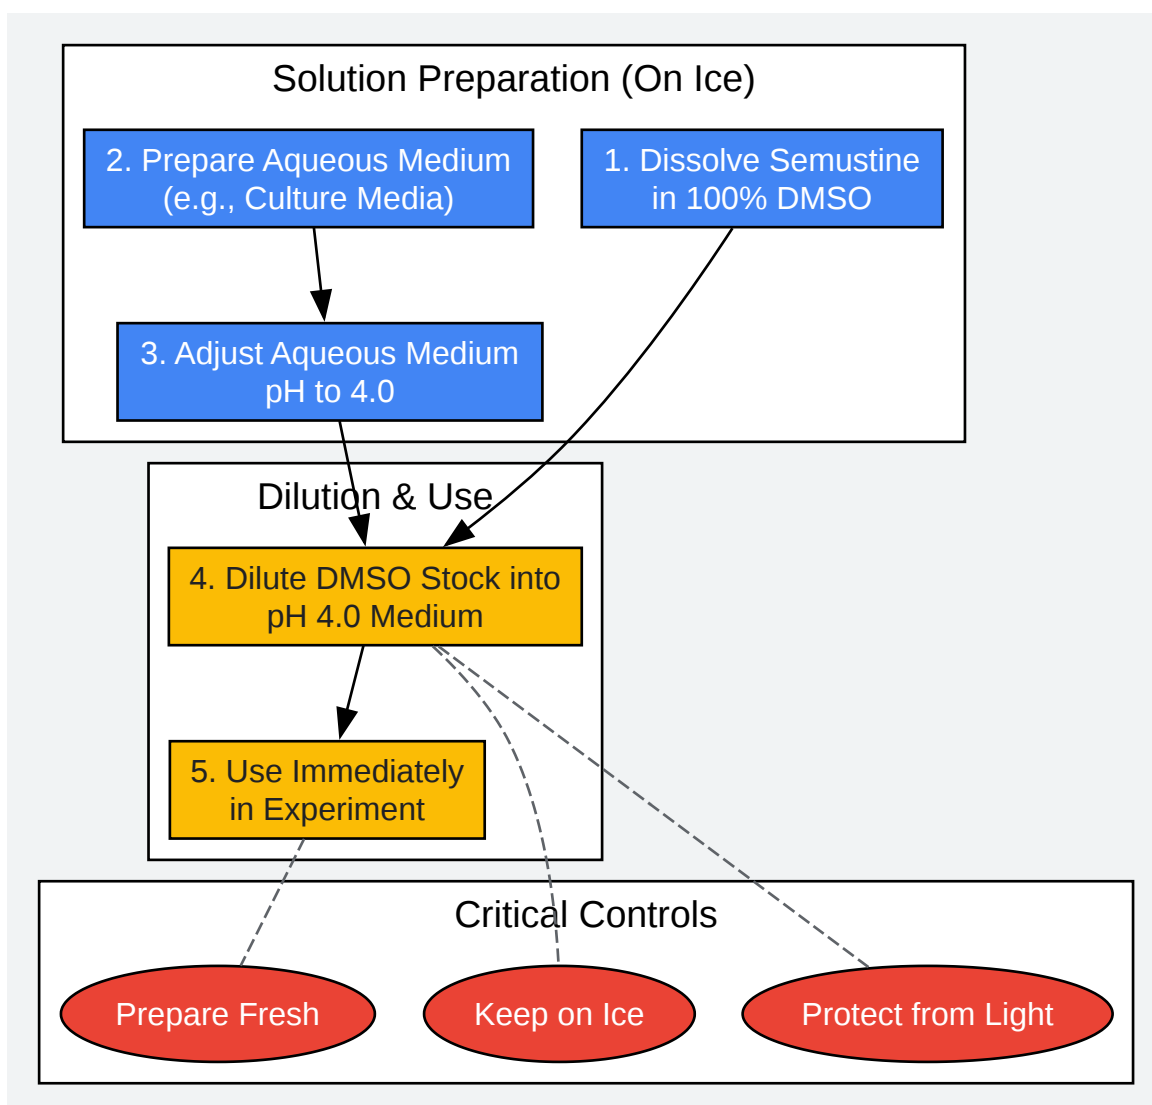 Solution Preparation (On Ice)
2. Prepare Aqueous Medium
(e.g., Culture Media)
1. Dissolve Semustine
in 100% DMSO
3. Adjust Aqueous Medium
pH to 4.0
Dilution & Use
4. Dilute DMSO Stock into
pH 4.0 Medium
5. Use Immediately
in Experiment
Critical Controls
Prepare Fresh
Keep on Ice
Protect from Light